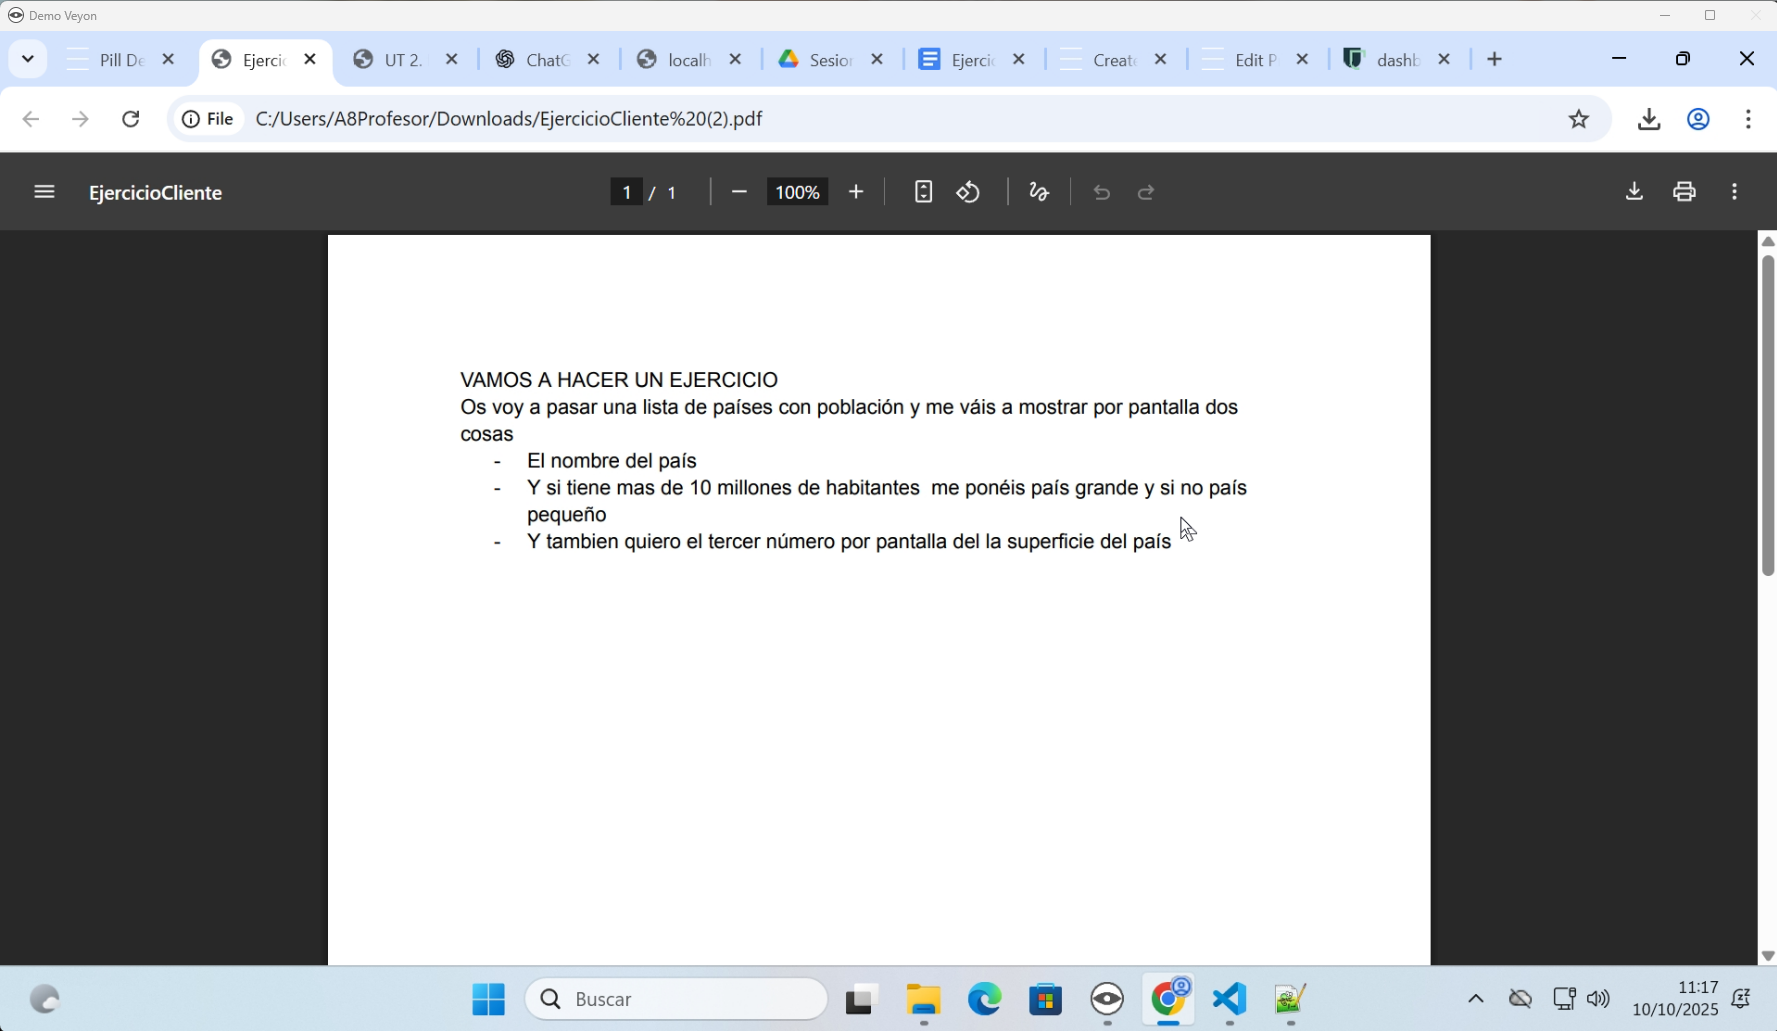 Demo Veyon
Pill De
Ejercic
UT 2.
ChatG
localh
Sesior
Ejercic
Create
Edit P
dashb
File
C:/Users/A8Profesor/Downloads/EjercicioCliente%20(2).pdf
EjercicioCliente
1 / 1
100%
VAMOS A HACER UN EJERCICIO
Os voy a pasar una lista de países con población y me váis a mostrar por pantalla dos
cosas
- El nombre del país
- Y si tiene mas de 10 millones de habitantes me ponéis país grande y si no país
pequeño
- Y tambien quiero el tercer número por pantalla del la superficie del país
Buscar
11:17
10/10/2025